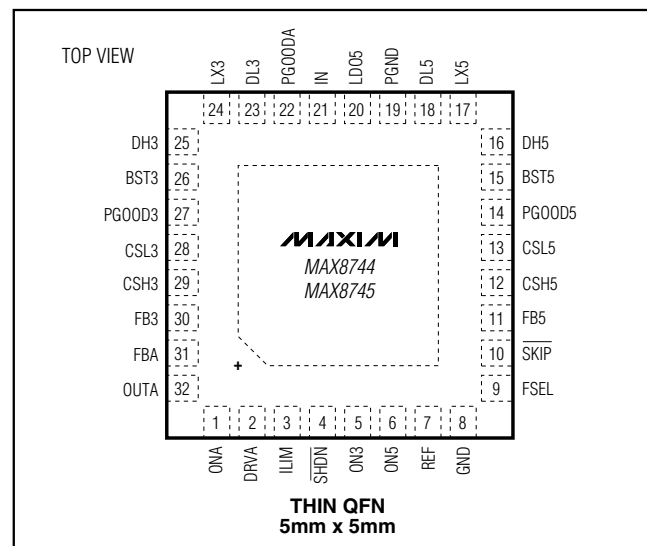 TOP VIEW
LX3
DL3
PGOODA
IN
LDO5
PGND
DL5
LX5
24 23 22 21 20 19 18 17
DH3 25
BST3 26
PGOOD3 27
CSL3 28
CSH3 29
FB3 30
FBA 31
OUTA 32
MAXIM
MAX8744
MAX8745
16 DH5
15 BST5
14 PGOOD5
13 CSL5
12 CSH5
11 FB5
10 SKIP
9 FSEL
+
1 2 3 4 5 6 7 8
ONA
DRVA
ILIM
SHDN
ON3
ON5
REF
GND
THIN QFN
5mm x 5mm